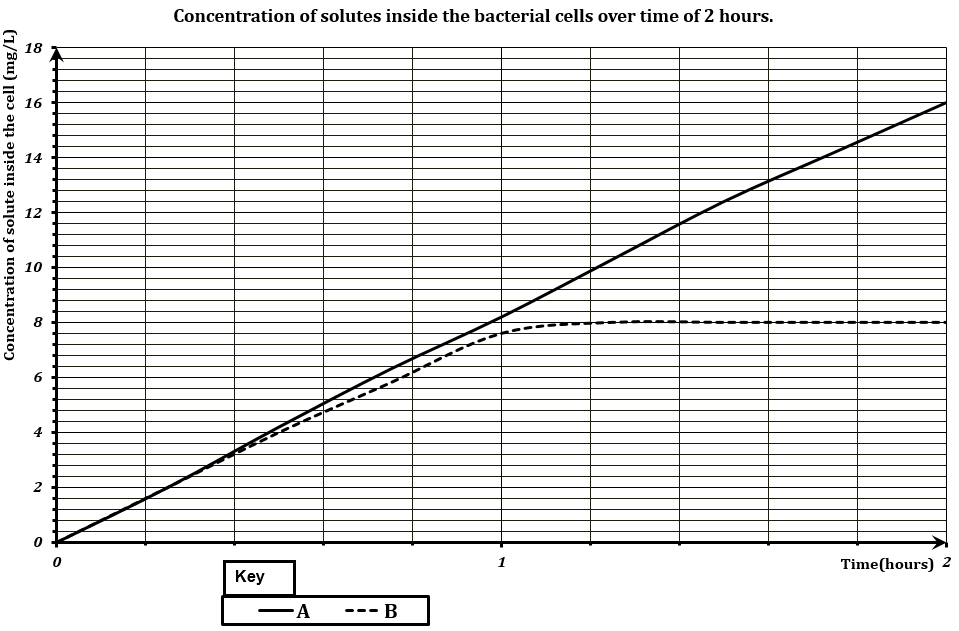 Concentration of solutes inside the bacterial cells over time of 2 hours.
Concentration of solute inside the cell (mg/L)
18
16
14
12
10
8
6
4
2
0
0 1 Time(hours) 2
Key
A B